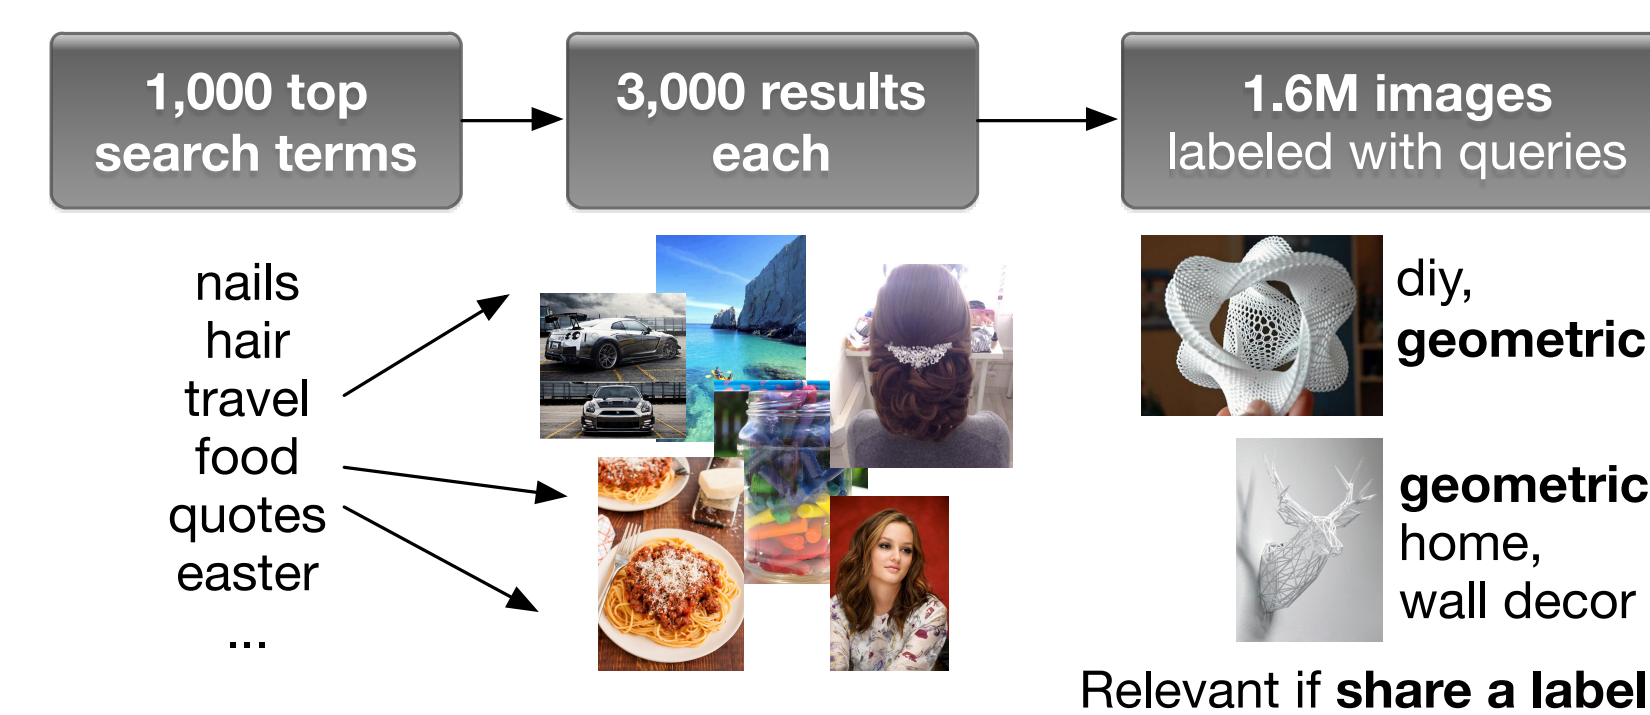 1,000 top
search terms
3,000 results
each
1.6M images
labeled with queries
nails
hair
travel
food
quotes
easter
...
diy,
geometric
geometric
home,
wall decor
Relevant if share a label